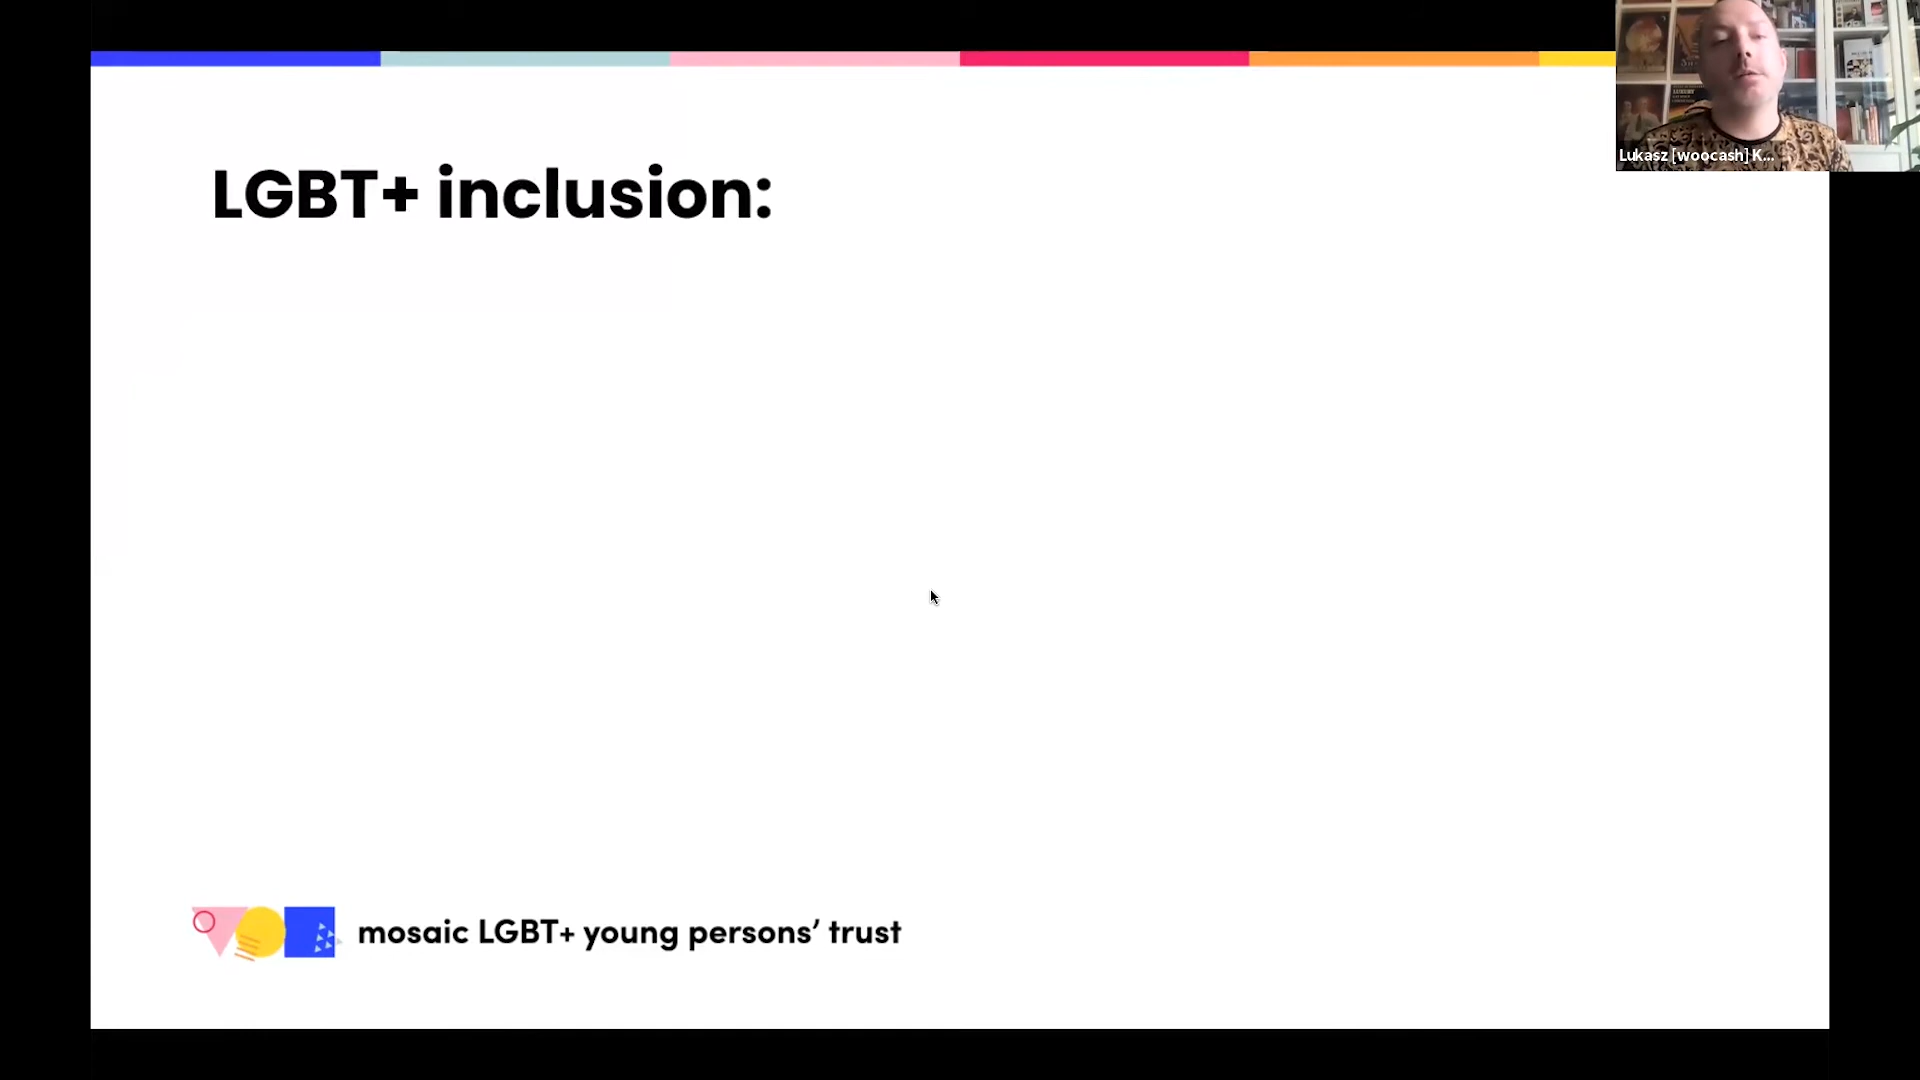 LGBT+ inclusion:
Lukasz [woocash] K...
mosaic LGBT+ young persons’ trust